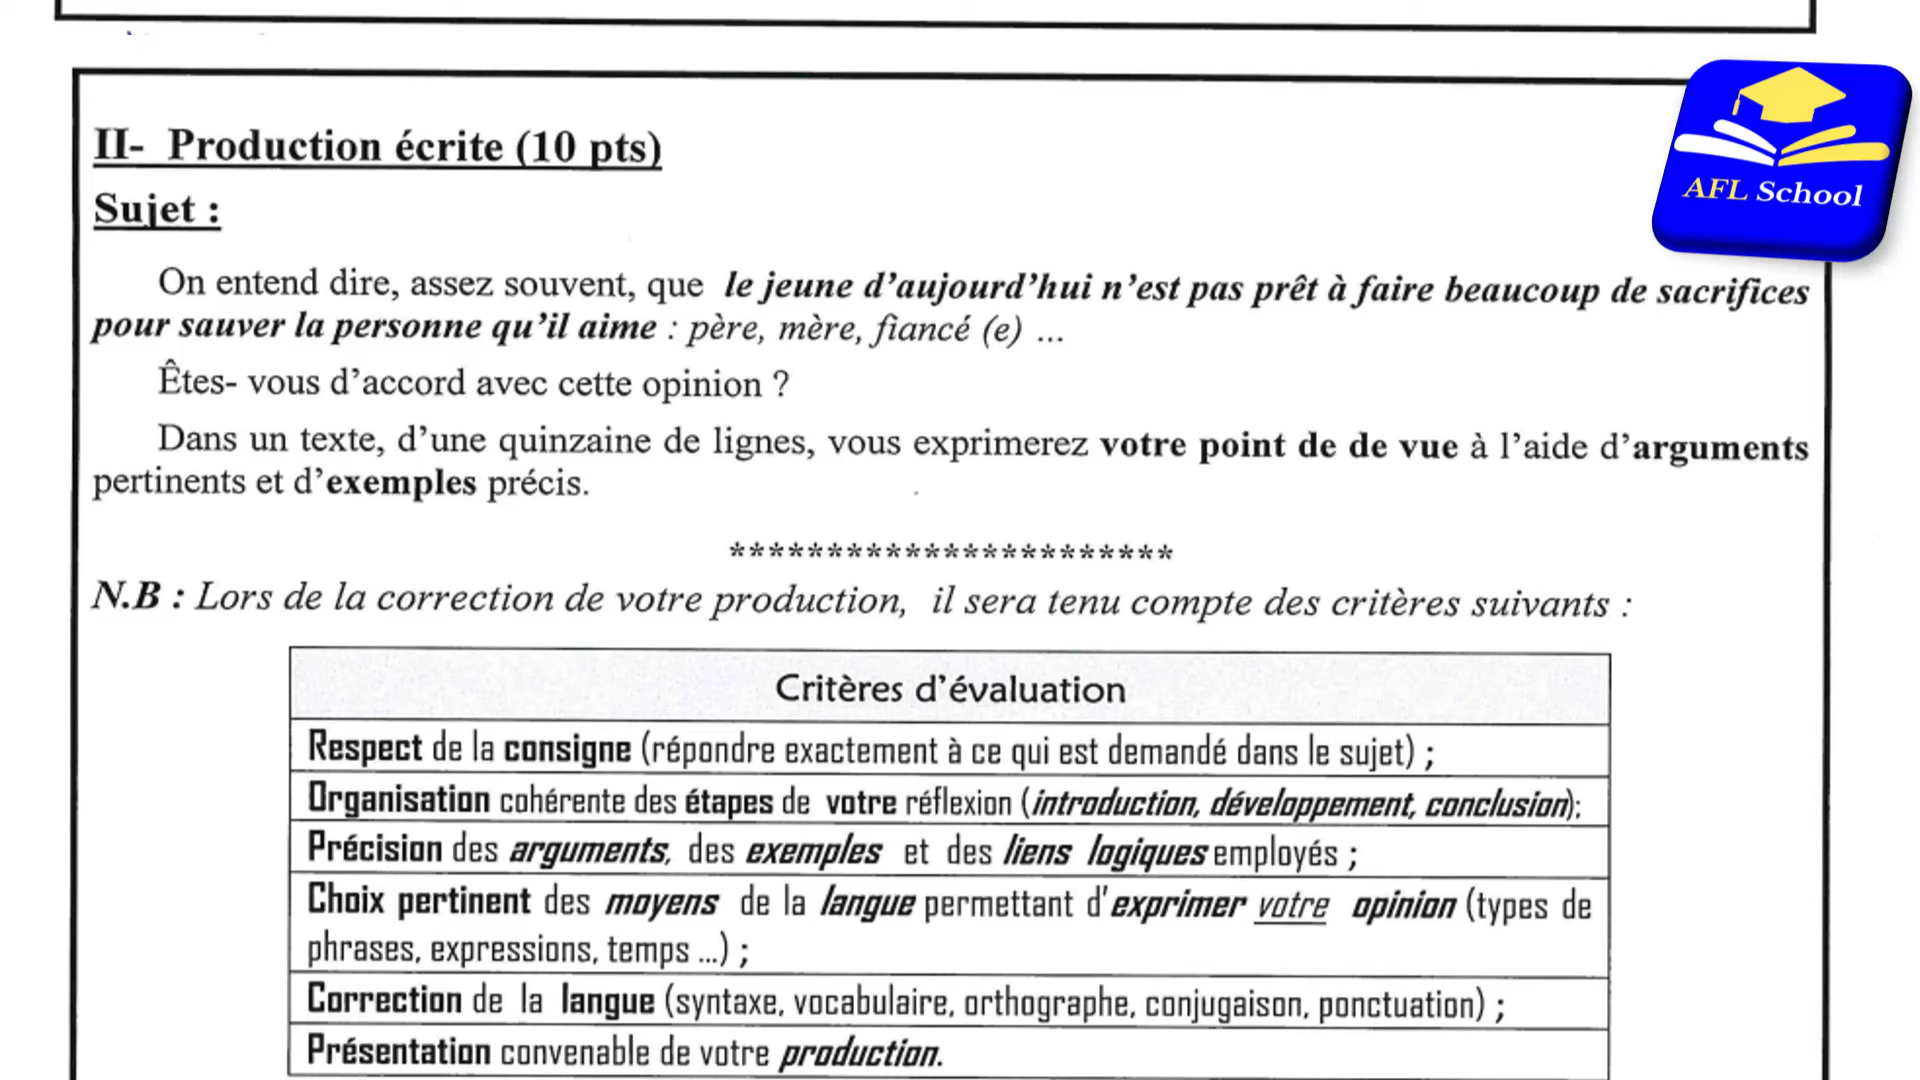 II- Production écrite (10 pts)
AFL School
Sujet :
On entend dire, assez souvent, que le jeune d'aujourd'hui n'est pas prêt à faire beaucoup de sacrifices
pour sauver la personne qu'il aime : père, mère, fiancé (e) ...
Êtes- vous d'accord avec cette opinion ?
Dans un texte, d'une quinzaine de lignes, vous exprimerez votre point de de vue à l'aide d'arguments
pertinents et d'exemples précis.
***********************
N.B : Lors de la correction de votre production, il sera tenu compte des critères suivants :
Critères d'évaluation
Respect de la consigne (répondre exactement à ce qui est demandé dans le sujet) ;
Organisation cohérente des étapes de votre réflexion (introduction, développement, conclusion);
Précision des arguments, des exemples et des liens logiques employés ;
Choix pertinent des moyens de la langue permettant d'exprimer votre opinion (types de
phrases, expressions, temps ...) ;
Correction de la langue (syntaxe, vocabulaire, orthographe, conjugaison, ponctuation) ;
Présentation convenable de votre production.